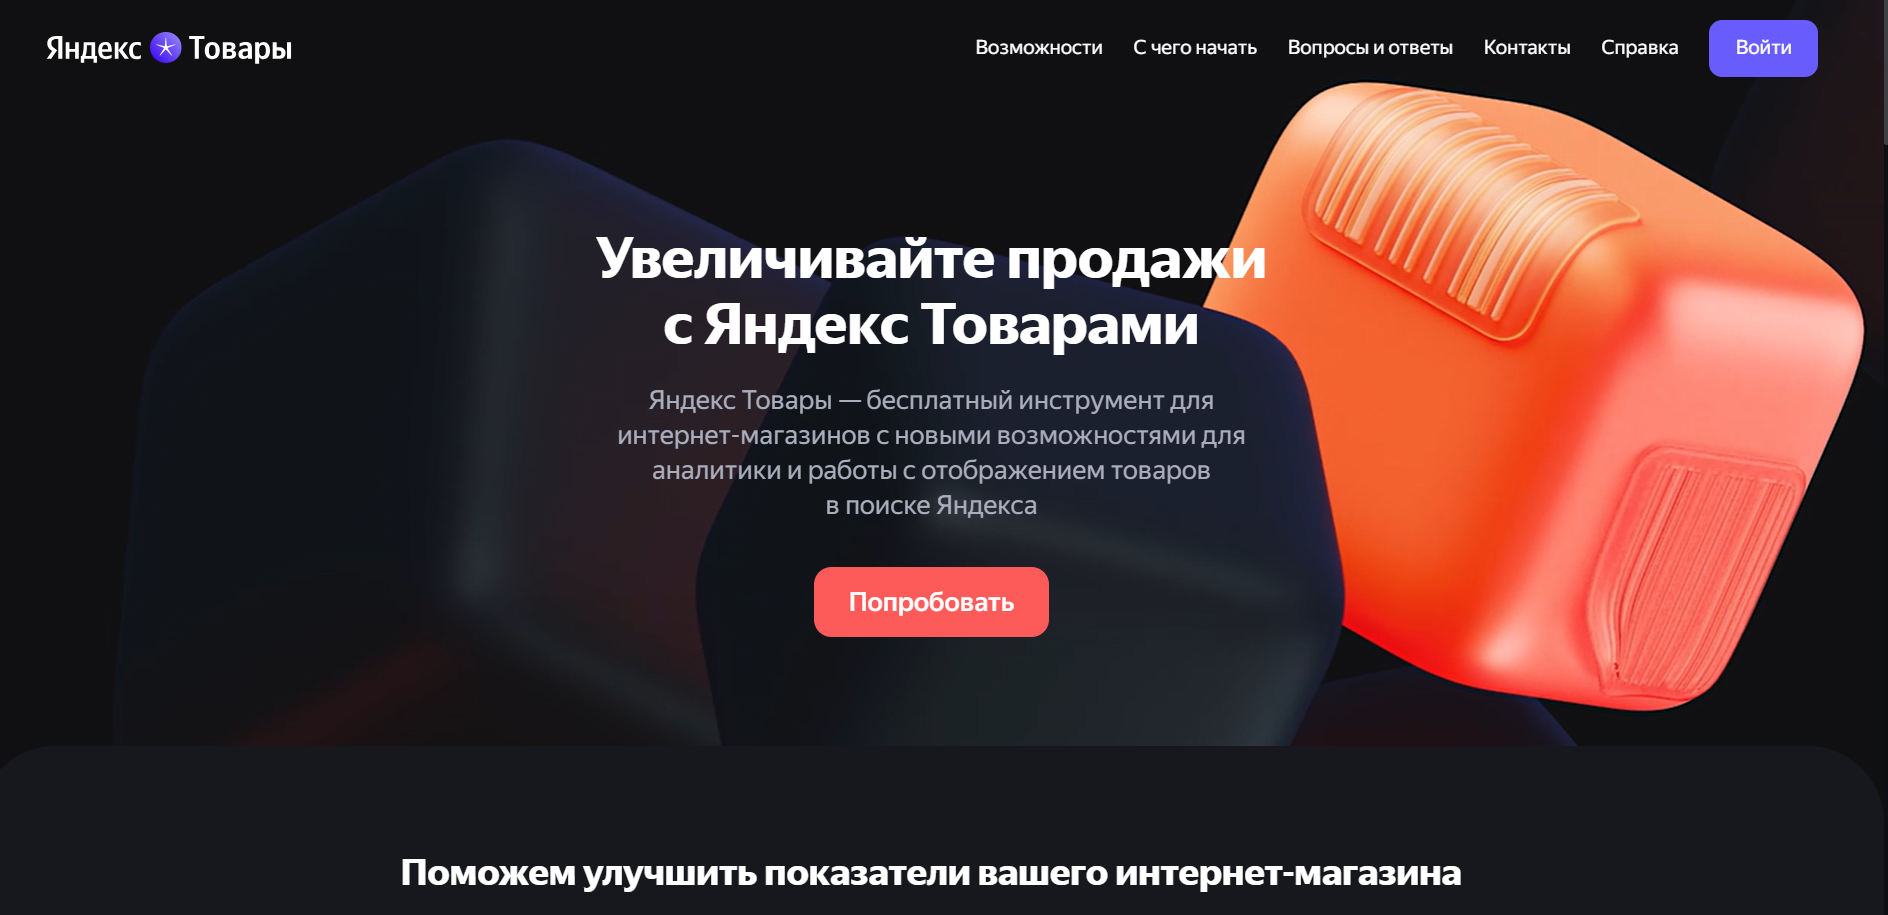 Яндекс Товары
Возможности
С чего начать
Вопросы и ответы
Контакты
Справка
Войти
Увеличивайте продажи
с Яндекс Товарами
Яндекс Товары — бесплатный инструмент для
интернет-магазинов с новыми возможностями для
аналитики и работы с отображением товаров
в поиске Яндекса
Попробовать
Поможем улучшить показатели вашего интернет-магазина